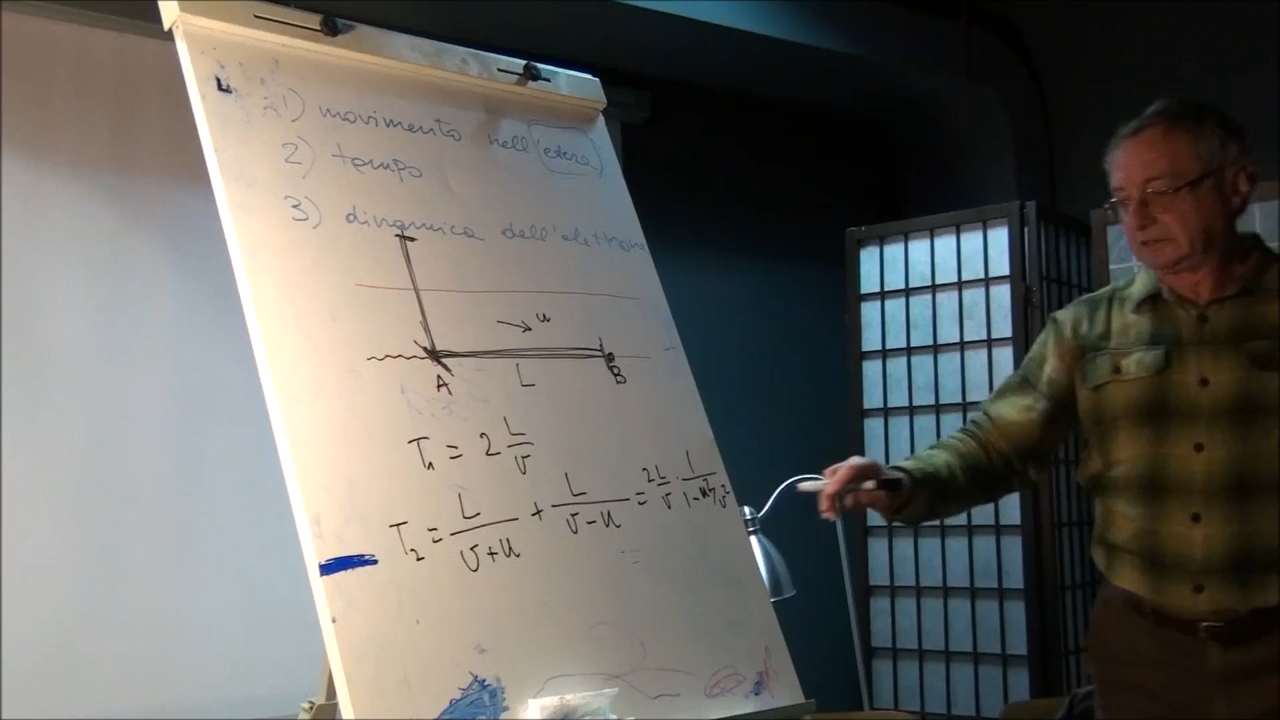 1) movimento nell'etere
2) tempo
3) dinamica dell'elettrone
u
A L B
T₁ = 2 L/v
T₂ = L/(v+u) + L/(v-u) = 2L/v · 1/(1-u²/v²)